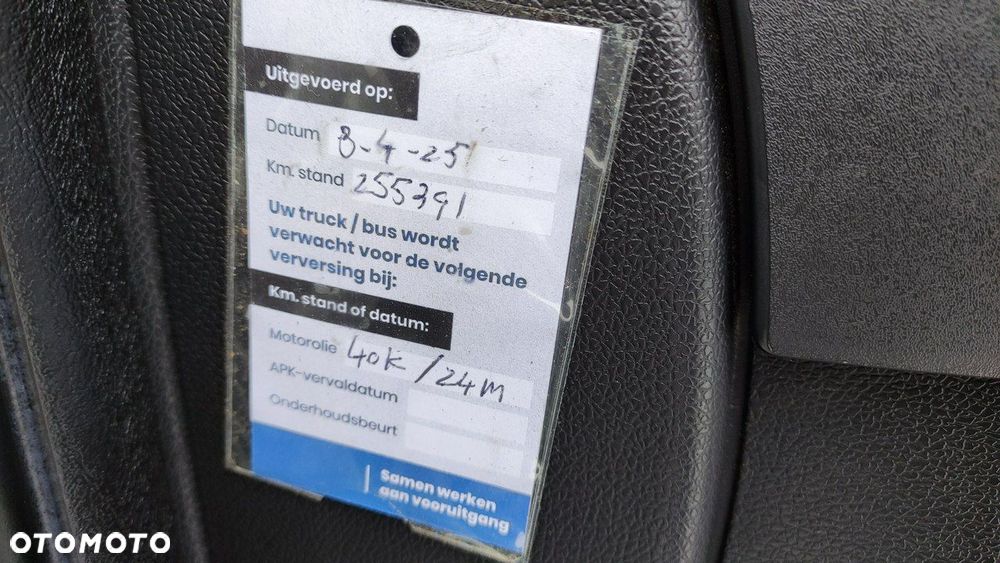 Uitgevoerd op:
Datum 8-4-25
Km. stand 255391
Uw truck / bus wordt
verwacht voor de volgende
verversing bij:
Km. stand of datum:
Motorolie 40K / 24M
APK-vervaldatum
Onderhoudsbeurt
Samen werken
aan vooruitgang
OTOMOTO